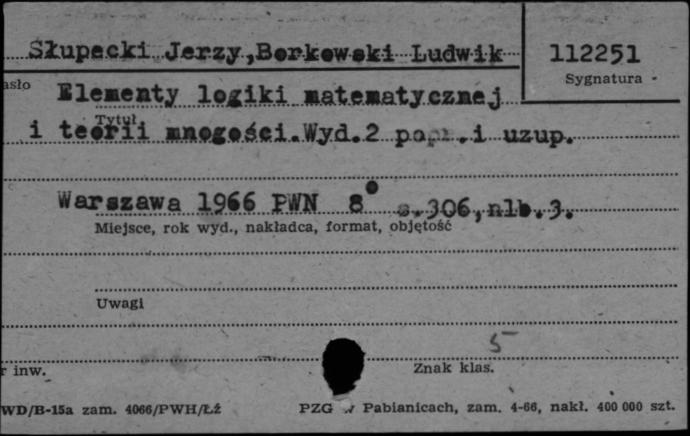 Słupecki Jerzy,Borkowski Ludwik
112251
Sygnatura
asło
Elementy logiki matematycznej
Tytuł
i teorii mnogości.Wyd.2 popr.i uzup.
Warszawa 1966 PWN 8° s.306,nlb.3.
Miejsce, rok wyd., nakładca, format, objętość
Uwagi
5
r inw.
Znak klas.
WD/B-15a zam. 4066/PWH/Łż
PZG w Pabianicach, zam. 4-66, nakł. 400 000 szt.